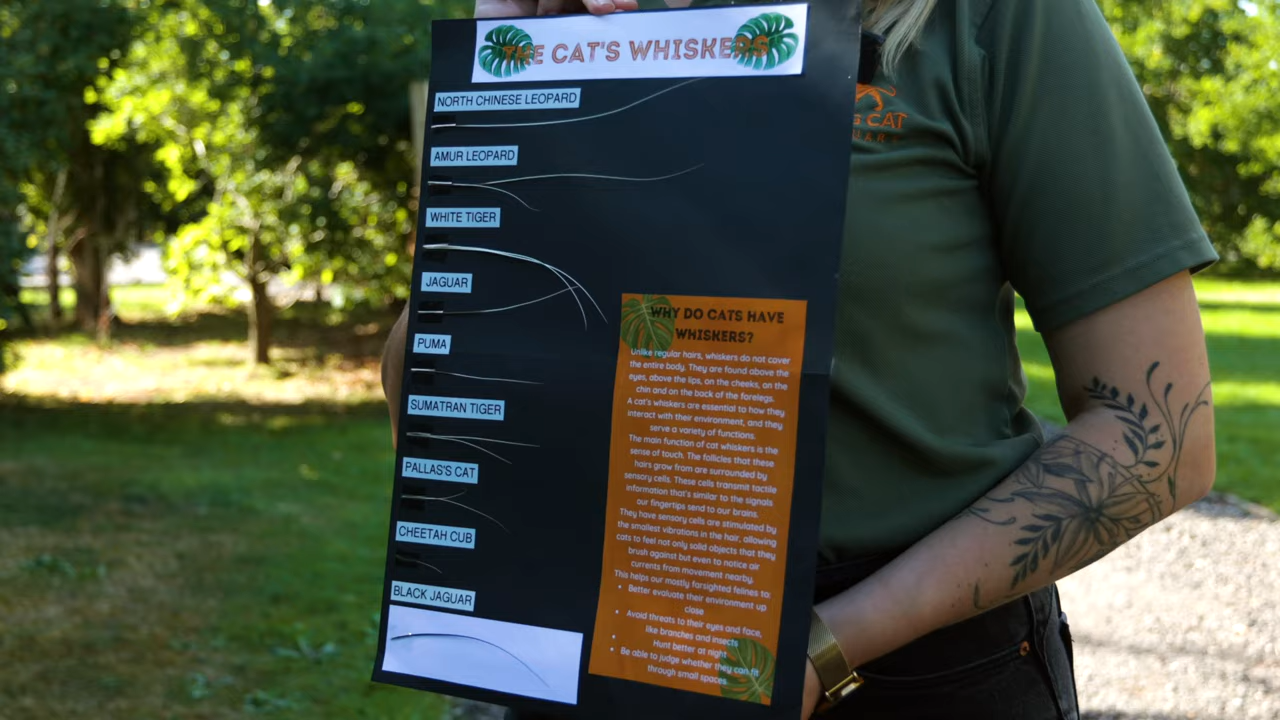 THE CAT'S WHISKERS
NORTH CHINESE LEOPARD
AMUR LEOPARD
WHITE TIGER
JAGUAR
PUMA
SUMATRAN TIGER
PALLAS'S CAT
CHEETAH CUB
BLACK JAGUAR
WHY DO CATS HAVE
WHISKERS?
Unlike regular hairs, whiskers do not cover
the entire body. They are found above the
eyes, above the lips, on the cheeks, on the
chin and on the back of the forelegs.
A cat's whiskers are essential to how they
interact with their environment, and they
serve a variety of functions.
The main function of cat whiskers is the
sense of touch. The follicles that these
hairs grow from are surrounded by
sensory cells. These cells transmit tactile
information that's similar to the signals
our fingertips send to our brains.
They have sensory cells are stimulated by
the smallest vibrations in the hair, allowing
cats to feel not only solid objects that they
brush against but even to notice air
currents from movement nearby.
This helps our mostly farsighted felines to:
• Better evaluate their environment up
close
• Avoid threats to their eyes and face,
like branches and insects
• Hunt better at night
• Be able to judge whether they can fit
through small spaces
CAT